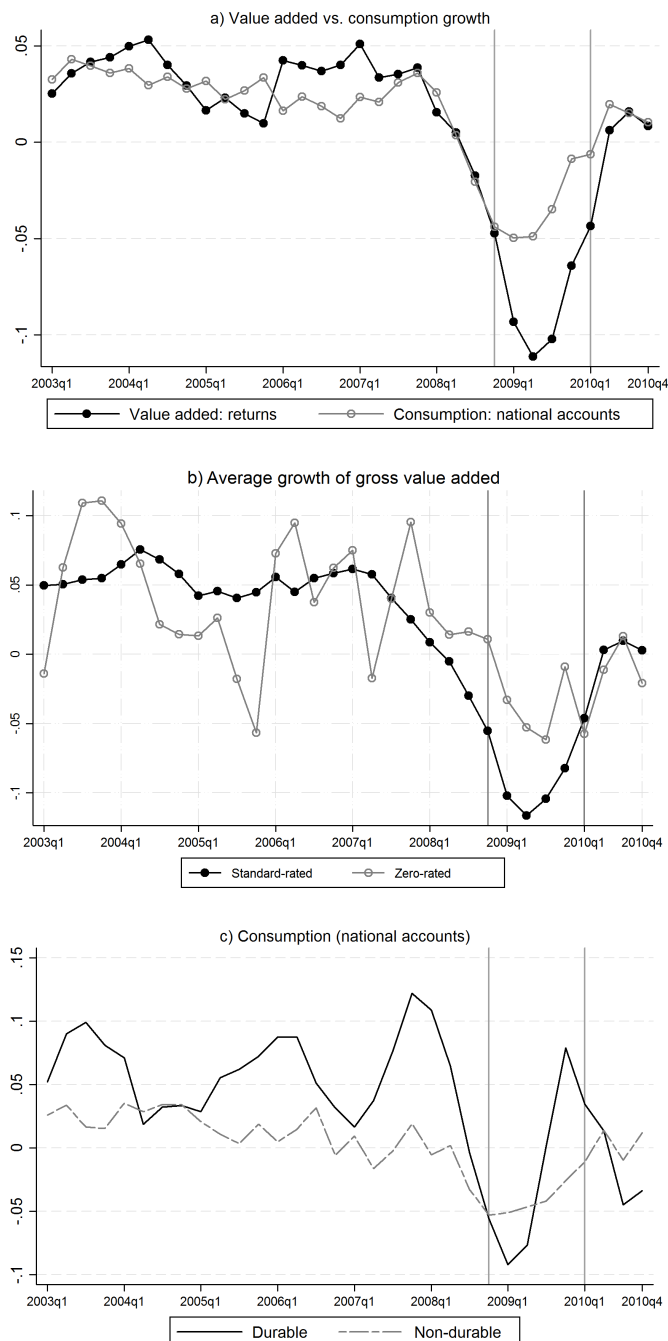 a) Value added vs. consumption growth
.05
0
-.05
-.1
2003q1 2004q1 2005q1 2006q1 2007q1 2008q1 2009q1 2010q1 2010q4
Value added: returns Consumption: national accounts
b) Average growth of gross value added
.1
.05
0
-.05
-.1
2003q1 2004q1 2005q1 2006q1 2007q1 2008q1 2009q1 2010q1 2010q4
Standard-rated Zero-rated
c) Consumption (national accounts)
.15
.1
.05
0
-.05
-.1
2003q1 2004q1 2005q1 2006q1 2007q1 2008q1 2009q1 2010q1 2010q4
Durable Non-durable